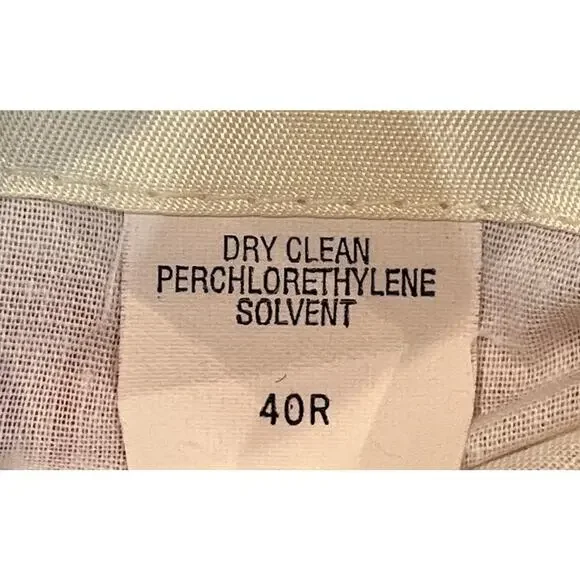 DRY CLEAN
PERCHLORETHYLENE
SOLVENT
40R